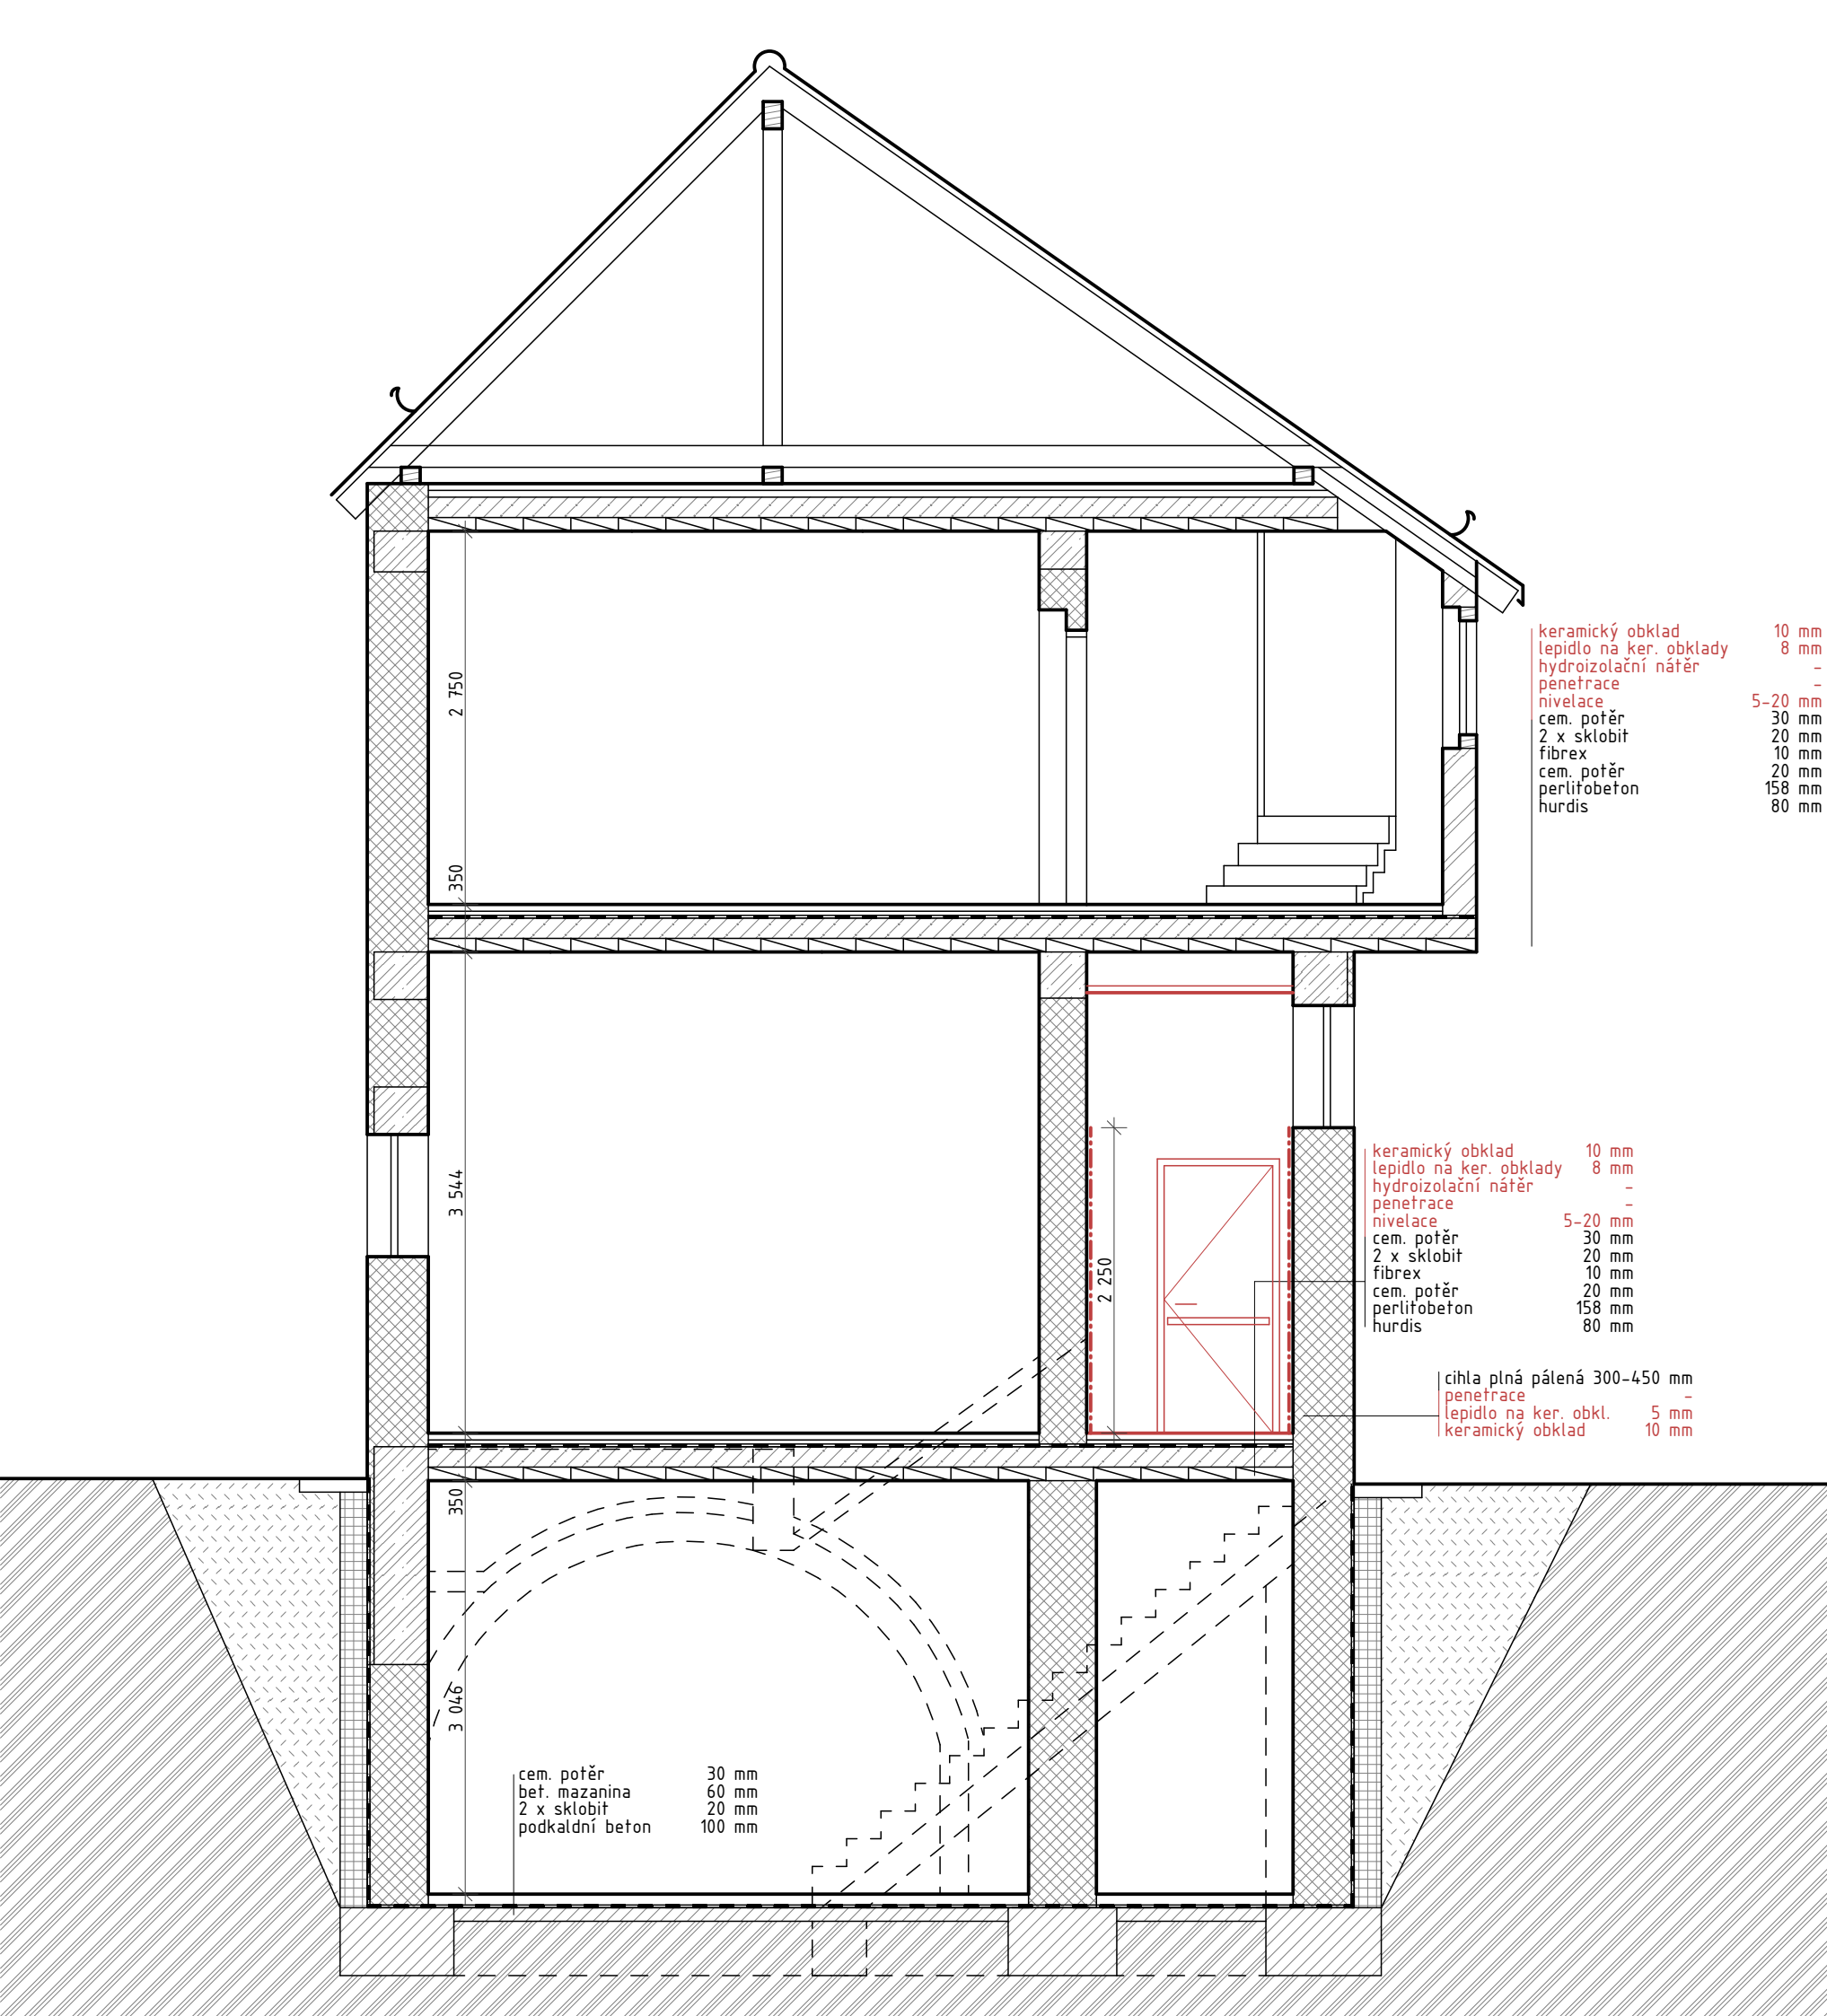 keramický obklad 10 mm
lepidlo na ker. obklady 8 mm
hydroizolační nátěr -
penetrace -
nivelace 5-20 mm
cem. potěr 30 mm
2 x sklobit 20 mm
fibrex 10 mm
cem. potěr 20 mm
perlitobeton 158 mm
hurdis 80 mm
2 750
350
3 544
2 250
keramický obklad 10 mm
lepidlo na ker. obklady 8 mm
hydroizolační nátěr -
penetrace -
nivelace 5-20 mm
cem. potěr 30 mm
2 x sklobit 20 mm
fibrex 10 mm
cem. potěr 20 mm
perlitobeton 158 mm
hurdis 80 mm
cihla plná pálená 300-450 mm
penetrace -
lepidlo na ker. obkl. 5 mm
keramický obklad 10 mm
350
3 046
cem. potěr 30 mm
bet. mazanina 60 mm
2 x sklobit 20 mm
podkaldní beton 100 mm